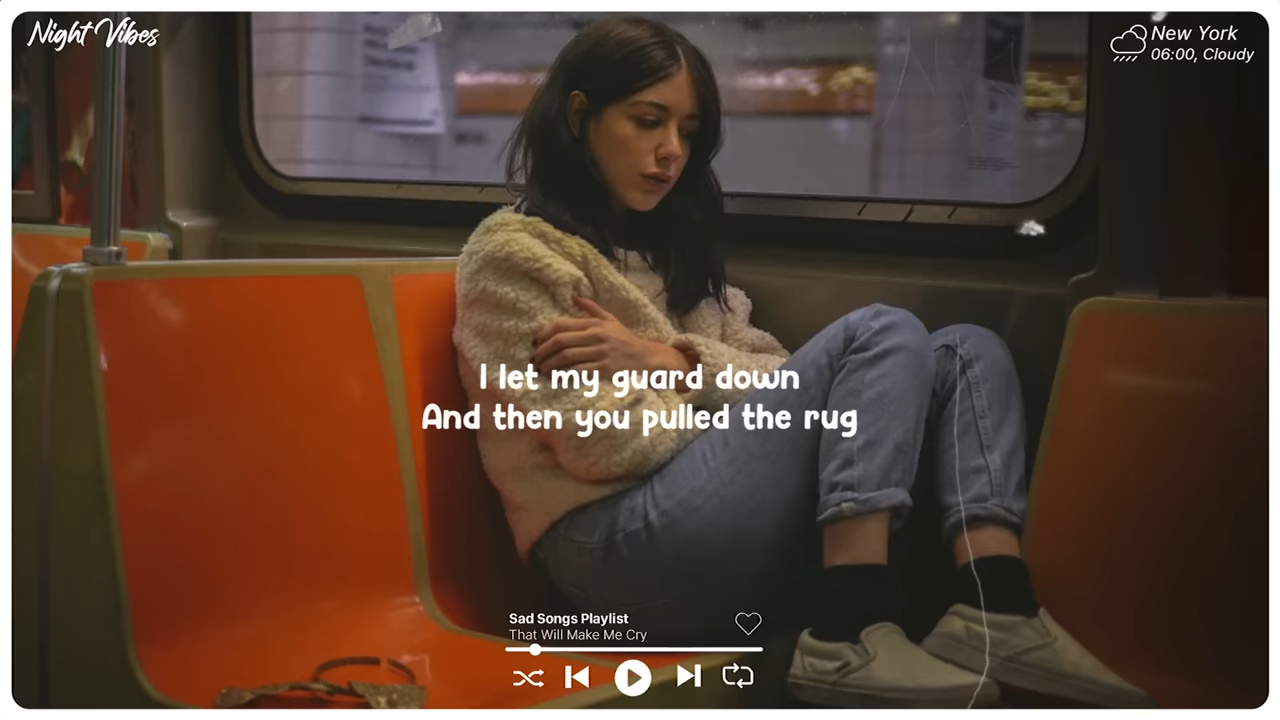 Night Vibes
New York
06:00, Cloudy
I let my guard down
And then you pulled the rug
Sad Songs Playlist
That Will Make Me Cry